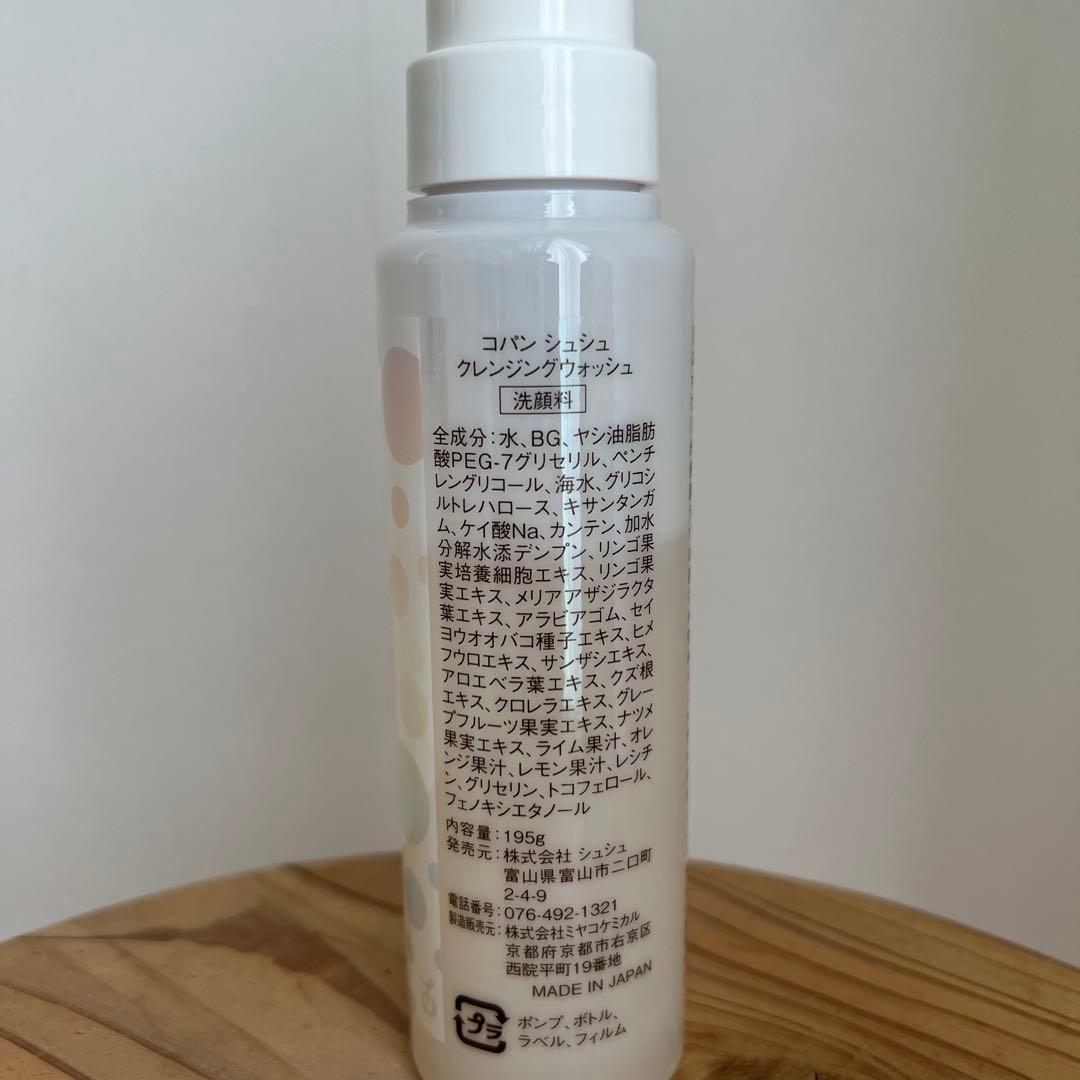 コパン シュシュ
クレンジングウォッシュ
洗顔料
全成分：水、BG、ヤシ油脂肪
酸PEG-7グリセリル、ペンチ
レングリコール、海水、グリコシ
ルトレハロース、キサンタンガ
ム、ケイ酸Na、カンテン、加水
分解水添デンプン、リンゴ果
実培養細胞エキス、リンゴ果
実エキス、メリアアザジラクタ
葉エキス、アラビアゴム、セイ
ヨウオオバコ種子エキス、ヒメ
フウロエキス、サンザシエキス、
アロエベラ葉エキス、クズ根
エキス、クロレラエキス、グレー
プフルーツ果実エキス、ナツメ
果実エキス、ライム果汁、オレ
ンジ果汁、レモン果汁、レシチ
ン、グリセリン、トコフェロール、
フェノキシエタノール
内容量：195g
発売元：株式会社 シュシュ
富山県富山市二口町
2-4-9
電話番号：076-492-1321
製造販売元：株式会社ミヤコケミカル
京都府京都市右京区
西院平町19番地
MADE IN JAPAN
プラ
ポンプ、ボトル、
ラベル、フィルム